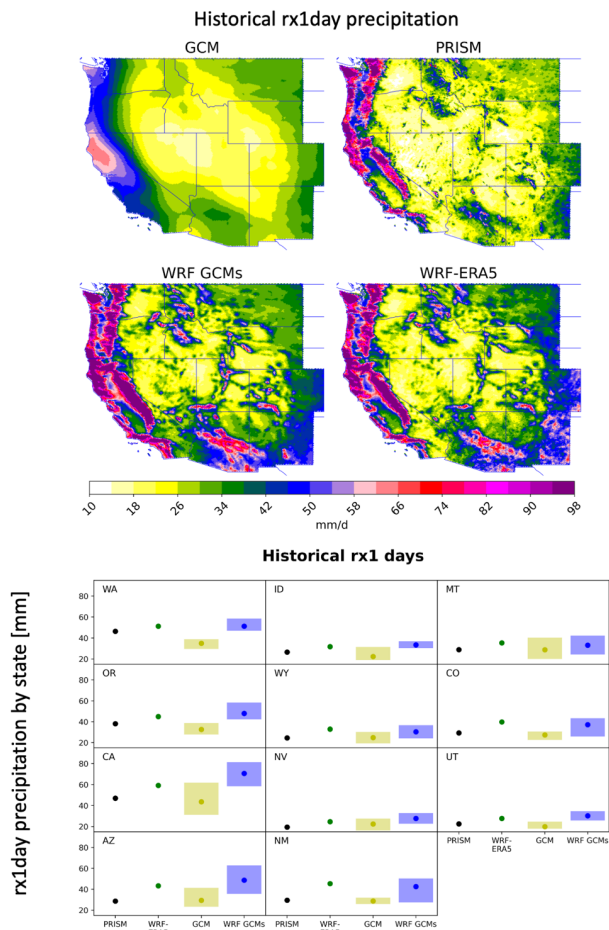 Historical rx1day precipitation
GCM PRISM
WRF GCMs WRF-ERA5
10 18 26 34 42 50 58 66 74 82 90 98
mm/d
Historical rx1 days
rx1day precipitation by state [mm]
WA ID MT
80
60
40
20
OR WY CO
80
60
40
20
CA NV UT
80
60
40
20
PRISM WRF-ERA5 GCM WRF GCMs
AZ NM
80
60
40
20
PRISM WRF- GCM WRF GCMs PRISM WRF- GCM WRF GCMs